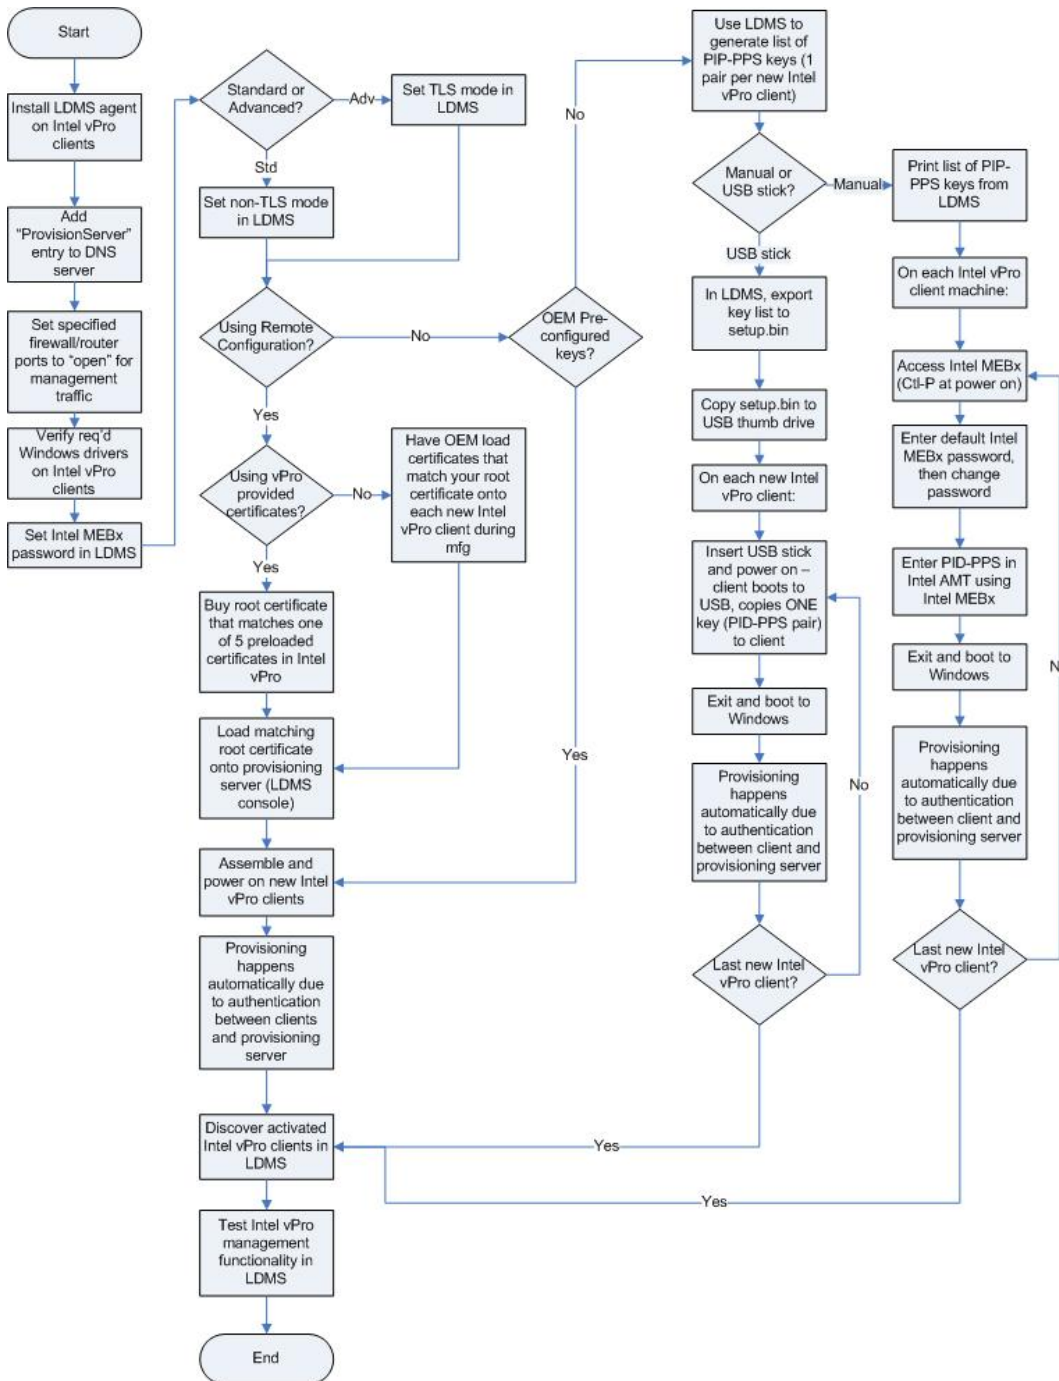 Start
Install LDMS agent
on Intel vPro
clients
Add
“ProvisionServer”
entry to DNS
server
Set specified
firewall/router
ports to “open” for
management
traffic
Verify req’d
Windows drivers
on Intel vPro
clients
Set Intel MEBx
password in LDMS
Standard or
Advanced?
Adv
Set TLS mode in
LDMS
Std
Set non-TLS mode
in LDMS
Using Remote
Configuration?
No
OEM Pre-
configured
keys?
Yes
Using vPro
provided
certificates?
No
Have OEM load
certificates that
match your root
certificate onto
each new Intel
vPro client during
mfg
Yes
Buy root certificate
that matches one
of 5 preloaded
certificates in Intel
vPro
Load matching
root certificate
onto provisioning
server (LDMS
console)
Yes
Assemble and
power on new Intel
vPro clients
Provisioning
happens
automatically due
to authentication
between clients
and provisioning
server
Discover activated
Intel vPro clients in
LDMS
Test Intel vPro
management
functionality in
LDMS
End
No
Use LDMS to
generate list of
PIP-PPS keys (1
pair per new Intel
vPro client)
Manual or
USB stick?
Manual
USB stick
In LDMS, export
key list to
setup.bin
Copy setup.bin to
USB thumb drive
On each new Intel
vPro client:
Insert USB stick
and power on –
client boots to
USB, copies ONE
key (PID-PPS pair)
to client
Exit and boot to
Windows
Provisioning
happens
automatically due
to authentication
between client and
provisioning server
No
Last new Intel
vPro client?
Yes
Print list of PIP-
PPS keys from
LDMS
On each Intel vPro
client machine:
Access Intel MEBx
(Ctl-P at power on)
Enter default Intel
MEBx password,
then change
password
Enter PID-PPS in
Intel AMT using
Intel MEBx
Exit and boot to
Windows
Provisioning
happens
automatically due
to authentication
between client and
provisioning server
Last new Intel
vPro client?
Yes